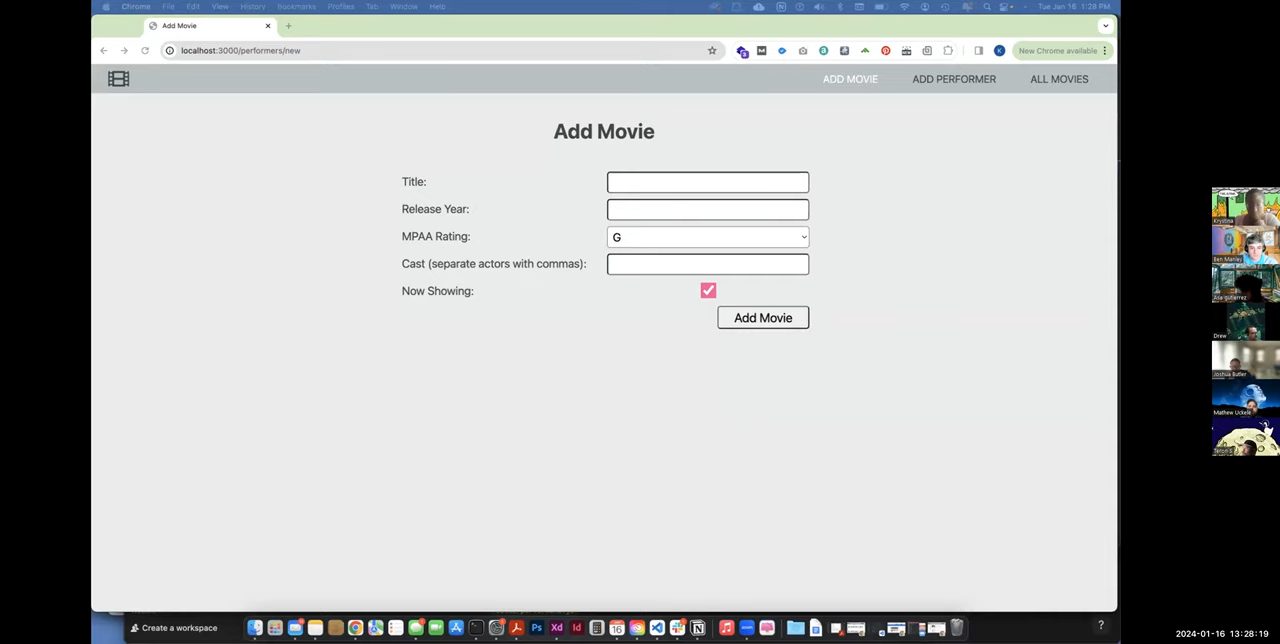 Chrome File Edit View History Bookmarks Profiles Tab Window Help Tue Jan 16 1:28 PM
Add Movie
localhost:3000/performers/new New Chrome available
ADD MOVIE ADD PERFORMER ALL MOVIES
Add Movie
Title:
Release Year:
MPAA Rating: G
Cast (separate actors with commas):
Now Showing:
Add Movie
Krystina
Ben Manley
Asa gutierrez
Drew
Joshua Butler
Mathew Uckele
Create a workspace
2024-01-16 13:28:19